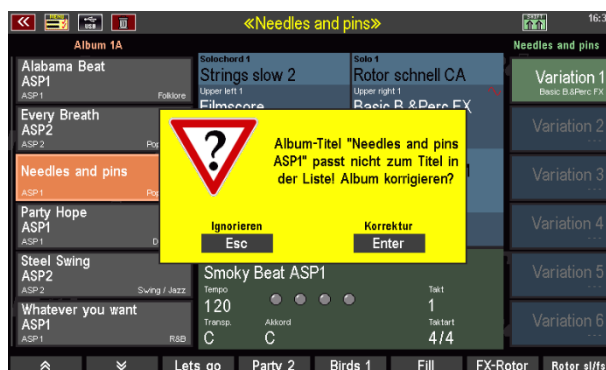 «Needles and pins»
16:3
Album 1A
Needles and pins
Alabama Beat
ASP1
ASP1 Folklore
Every Breath
ASP2
ASP2
Needles and pins
ASP1
Party Hope
ASP1
ASP1
Steel Swing
ASP2
ASP2 Swing / Jazz
Whatever you want
ASP1
ASP1 R&B
Solochord 1
Strings slow 2
Upper left 1
Filmscore
Solo 1
Rotor schnell CA
Upper right 1
Basic B.&Perc FX
?
Album-Titel "Needles and pins
ASP1" passt nicht zum Titel in
der Liste! Album korrigieren?
Ignorieren Korrektur
Esc Enter
Smoky Beat ASP1
Tempo Takt
120 1
Transp. Akkord Taktart
C C 4/4
Variation 1
Basic B.&Perc FX
Variation 2
---
Variation 3
---
Variation 4
---
Variation 5
---
Variation 6
---
Lets go Party 2 Birds 1 Fill FX-Rotor Rotor sl/fs